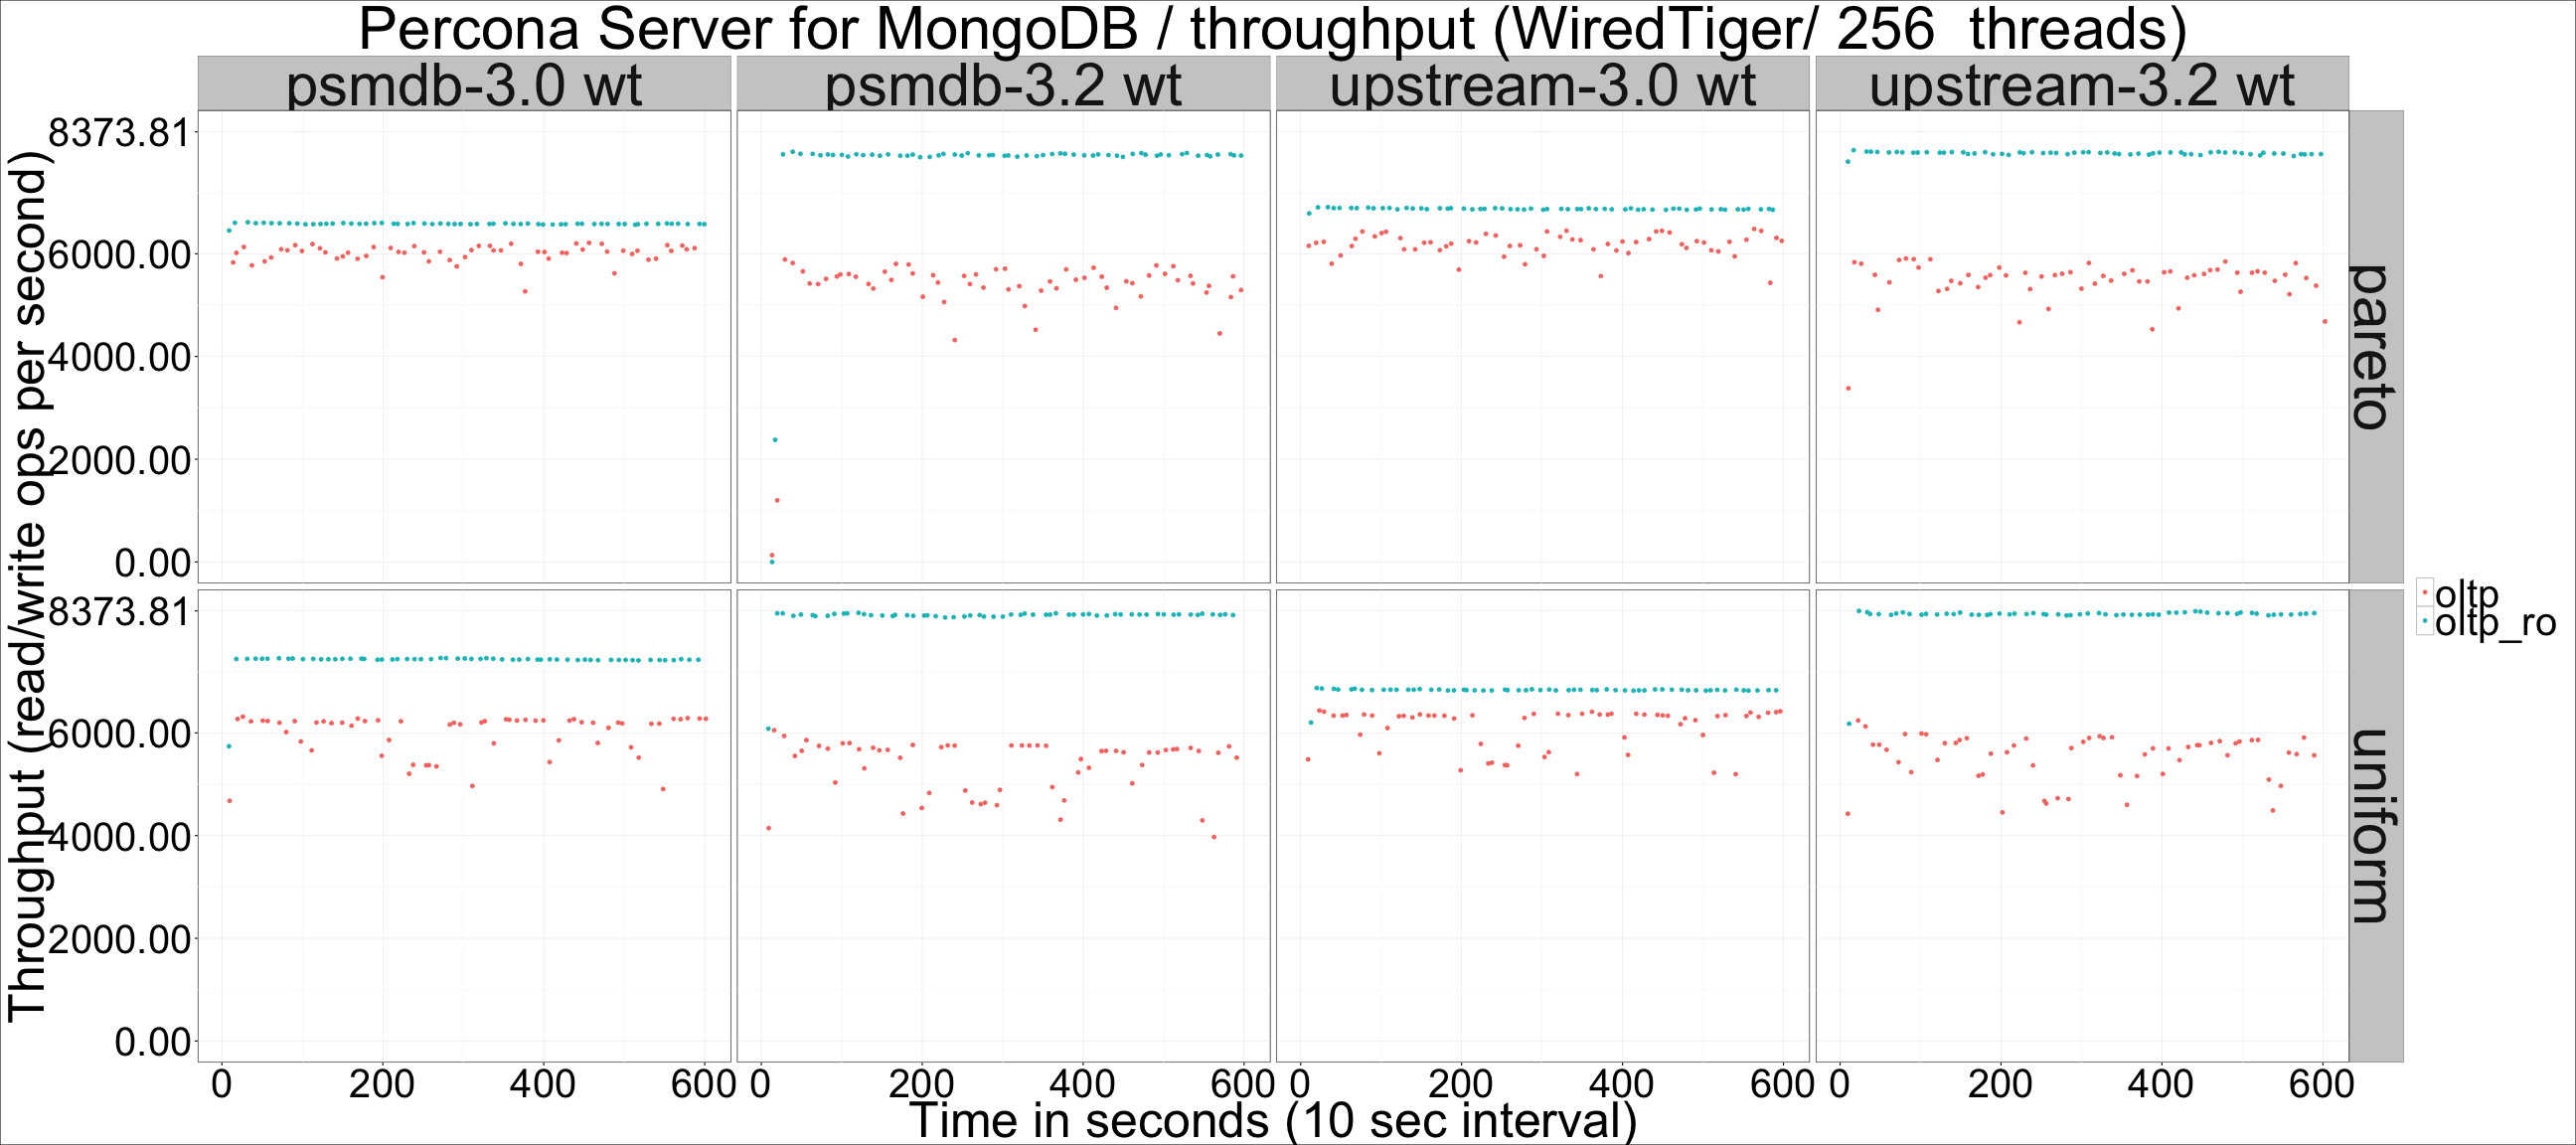 Percona Server for MongoDB / throughput (WiredTiger/ 256  threads)
psmdb-3.0 wt
psmdb-3.2 wt
upstream-3.0 wt
upstream-3.2 wt
Throughput (read/write ops per second)
8373.81
6000.00
4000.00
2000.00
0.00
pareto
8373.81
6000.00
4000.00
2000.00
0.00
uniform
oltp
oltp_ro
0 200 400 600
0 200 400 600
0 200 400 600
0 200 400 600
Time in seconds (10 sec interval)